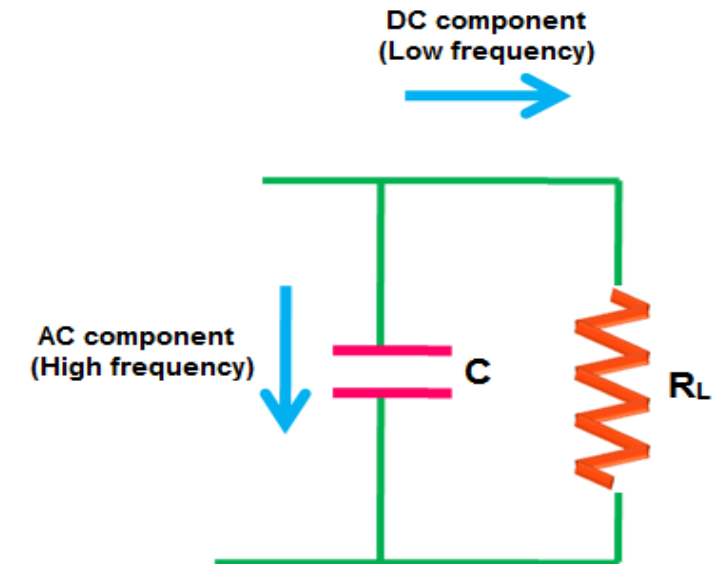 DC component
(Low frequency)
AC component
(High frequency)
C
RL